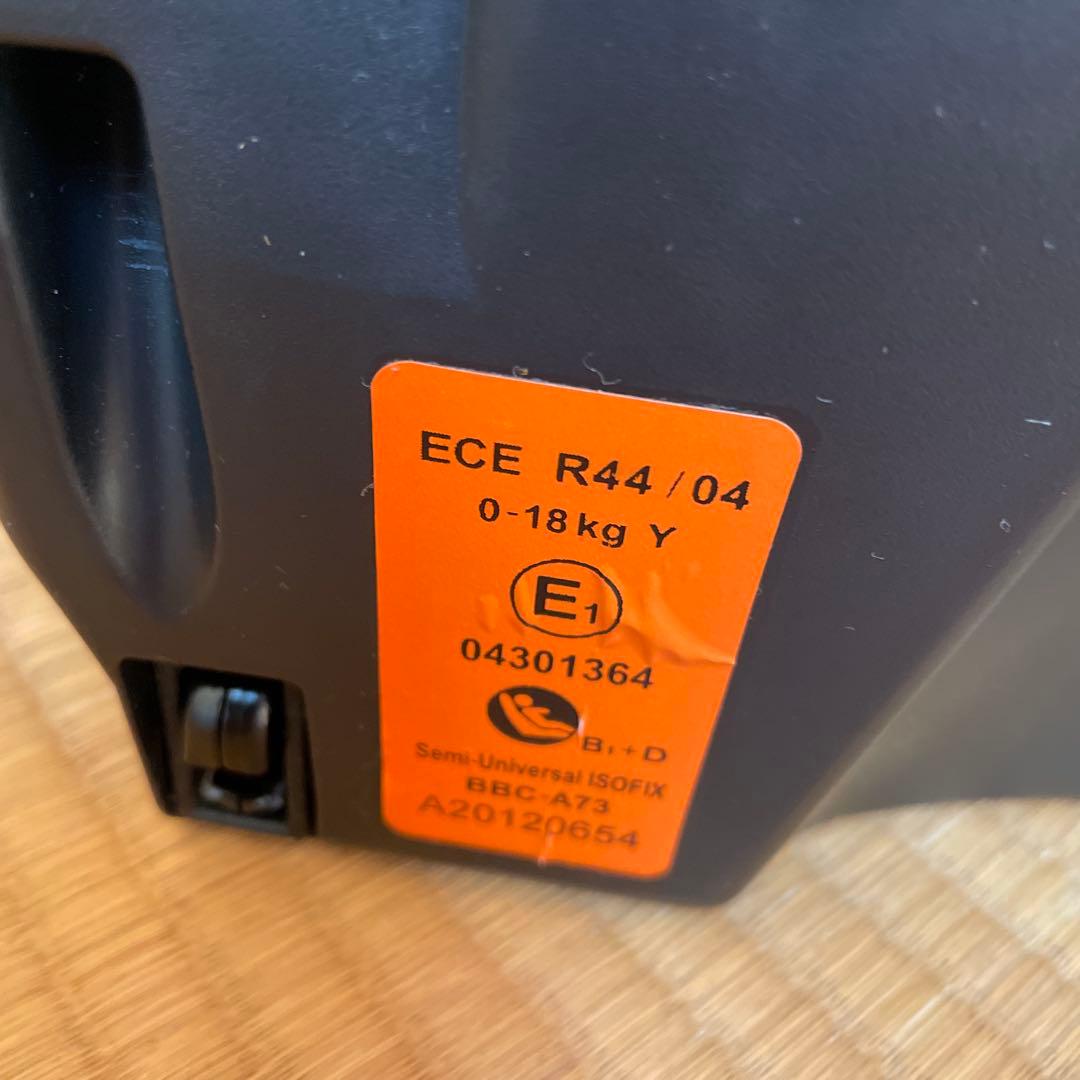 ECE R44/04
0-18kg Y
E1
04301364
B1+D
Semi-Universal ISOFIX
BBC-A73
A20120654